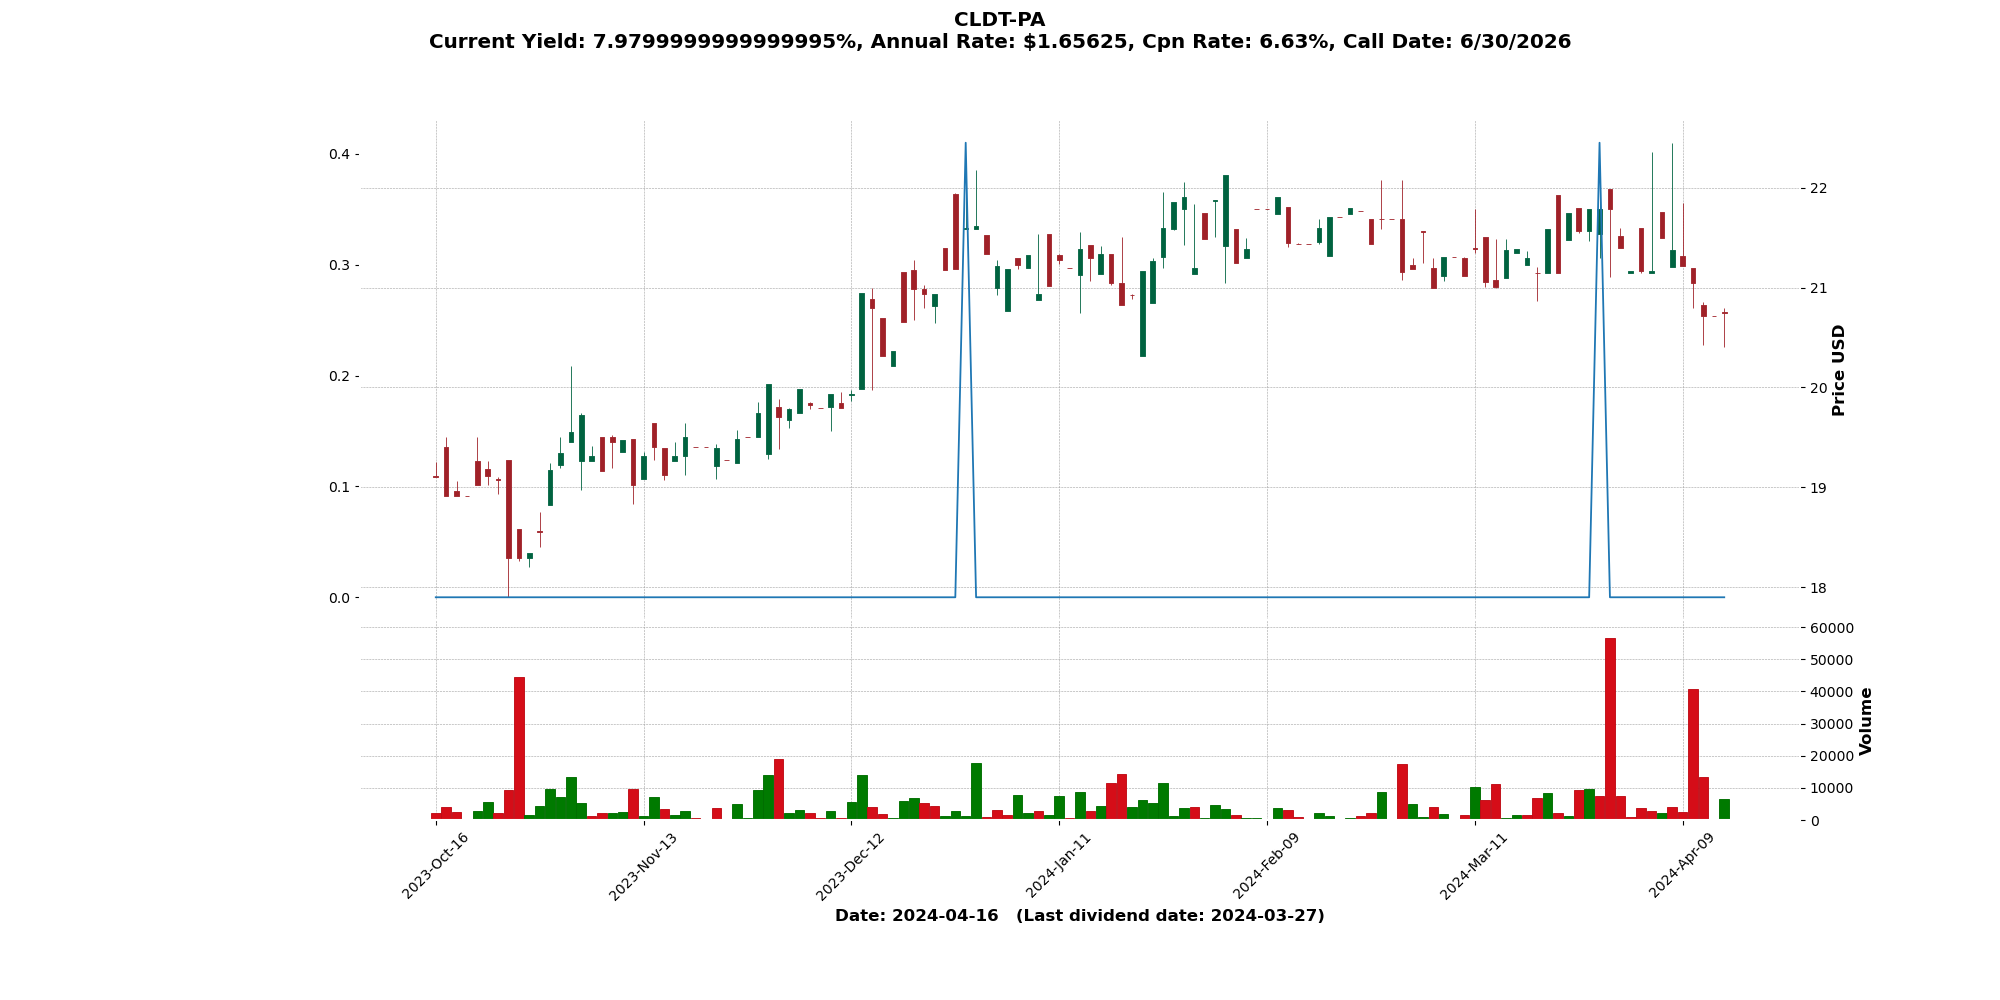 CLDT-PA
Current Yield: 7.9799999999999995%, Annual Rate: $1.65625, Cpn Rate: 6.63%, Call Date: 6/30/2026
0.4
0.3
0.2
0.1
0.0
22
21
20
19
18
Price USD
60000
50000
40000
30000
20000
10000
0
Volume
2023-Oct-16
2023-Nov-13
2023-Dec-12
2024-Jan-11
2024-Feb-09
2024-Mar-11
2024-Apr-09
Date: 2024-04-16 (Last dividend date: 2024-03-27)